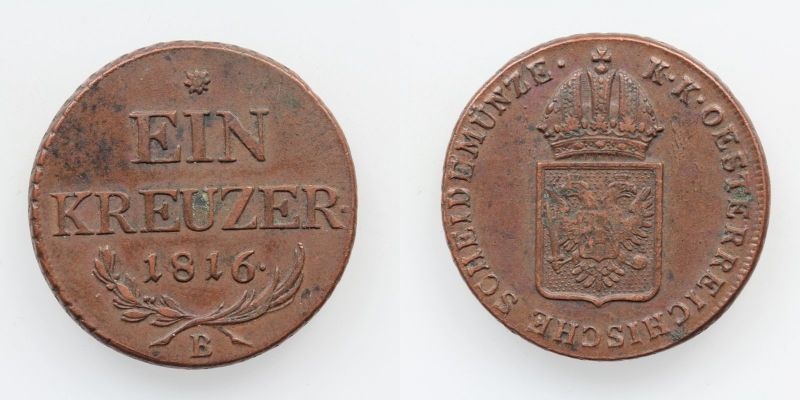 EIN
KREUZER·
1816·
B
K·K·OESTERREICHISCHE SCHEIDEMÜNZE·